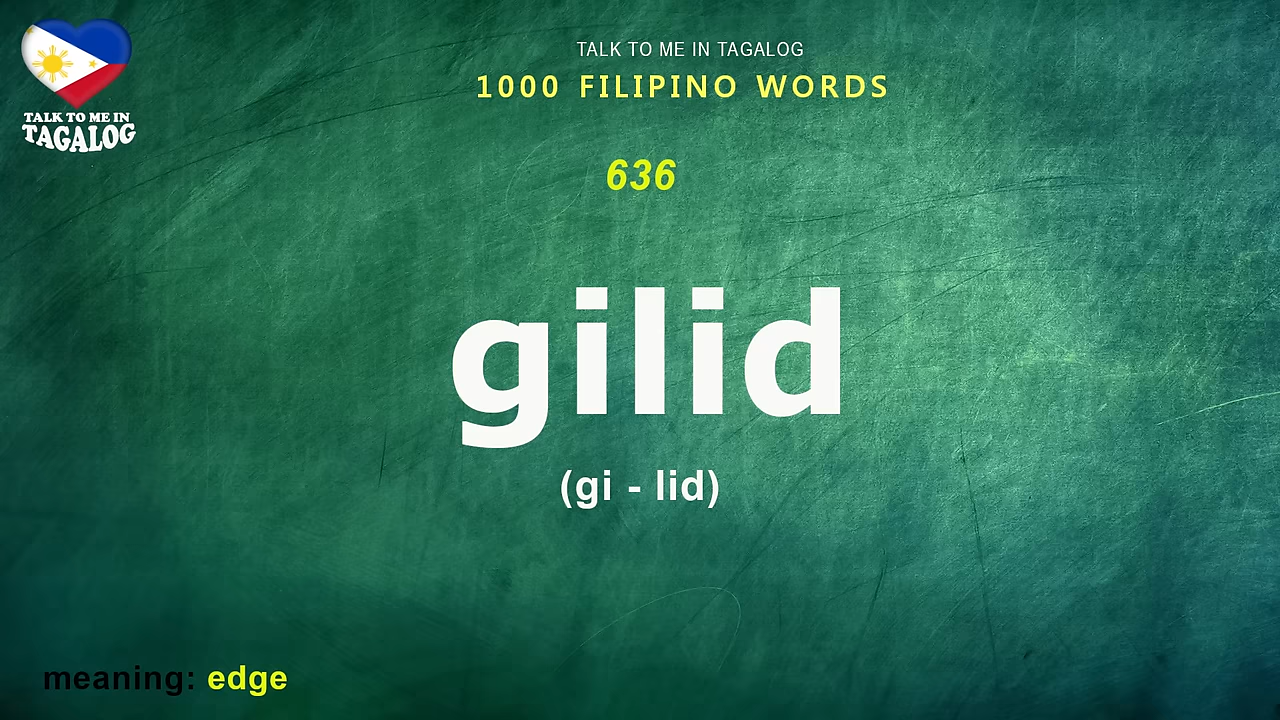 TALK TO ME IN
TAGALOG
TALK TO ME IN TAGALOG
1000 FILIPINO WORDS
636
gilid
(gi - lid)
meaning: edge